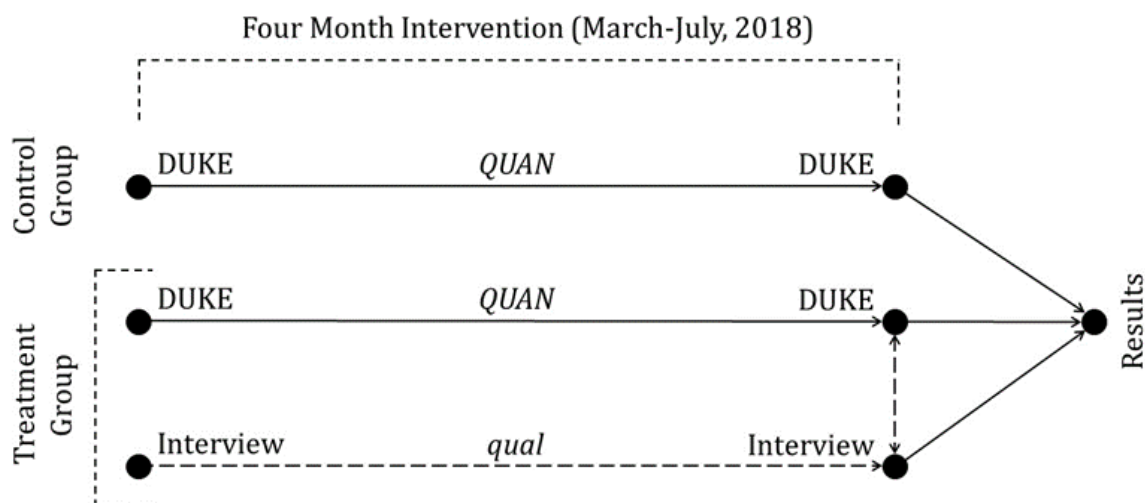 Four Month Intervention (March-July, 2018)
Control
Group
DUKE QUAN DUKE
Treatment
Group
DUKE QUAN DUKE
Interview qual Interview
Results